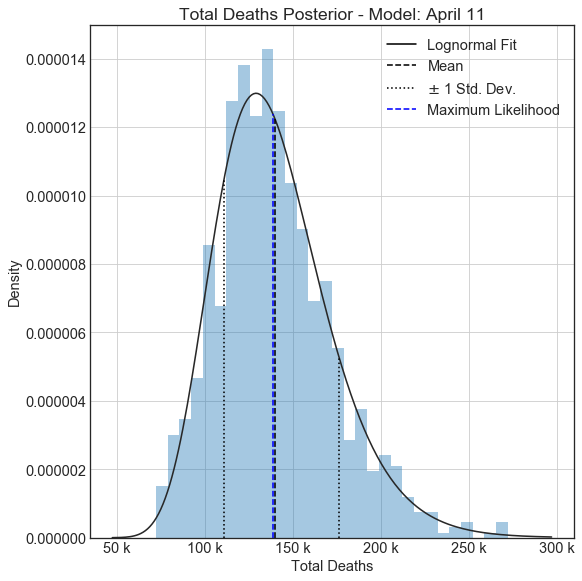 Total Deaths Posterior - Model: April 11
Lognormal Fit
Mean
± 1 Std. Dev.
Maximum Likelihood
0.000014
0.000012
0.000010
0.000008
0.000006
0.000004
0.000002
0.000000
Density
50 k 100 k 150 k 200 k 250 k 300 k
Total Deaths